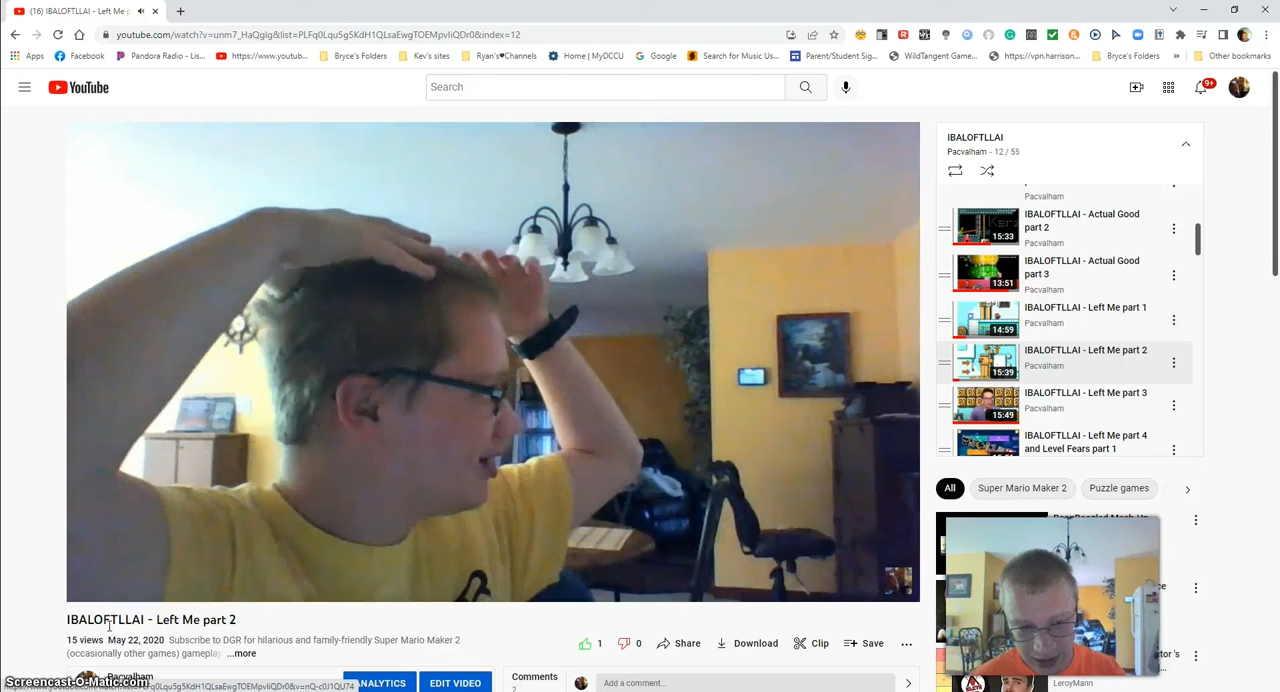 (16) IBALOFTLLAI - Left Me p
youtube.com/watch?v=unm7_HaQgIg&list=PLFq0Lqu5g5KdH1QLsaEwgTOEMpvIiQDr0&index=12
Apps Facebook Pandora Radio - Lis... https://www.youtub... Bryce's Folders Kev's sites Ryan's♥Channels Home | MyDCCU Google Search for Music Us... Parent/Student Sig... WildTangent Game... https://vpn.harrison... Bryce's Folders » Other bookmarks
YouTube
Search
9+
IBALOFTLLAI
Pacvalham - 12 / 55
Pacvalham
IBALOFTLLAI - Actual Good
part 2
15:33
Pacvalham
IBALOFTLLAI - Actual Good
part 3
13:51
Pacvalham
IBALOFTLLAI - Left Me part 1
14:59
Pacvalham
IBALOFTLLAI - Left Me part 2
15:39
Pacvalham
IBALOFTLLAI - Left Me part 3
15:49
Pacvalham
IBALOFTLLAI - Left Me part 4
and Level Fears part 1
All Super Mario Maker 2 Puzzle games
IBALOFTLLAI - Left Me part 2
15 views May 22, 2020 Subscribe to DGR for hilarious and family-friendly Super Mario Maker 2
(occasionally other games) gameplay ...more
1 0 Share Download Clip Save
Pacvalham
ANALYTICS
EDIT VIDEO
Comments
2
Add a comment...
LeroyMann
Screencast-O-Matic.com